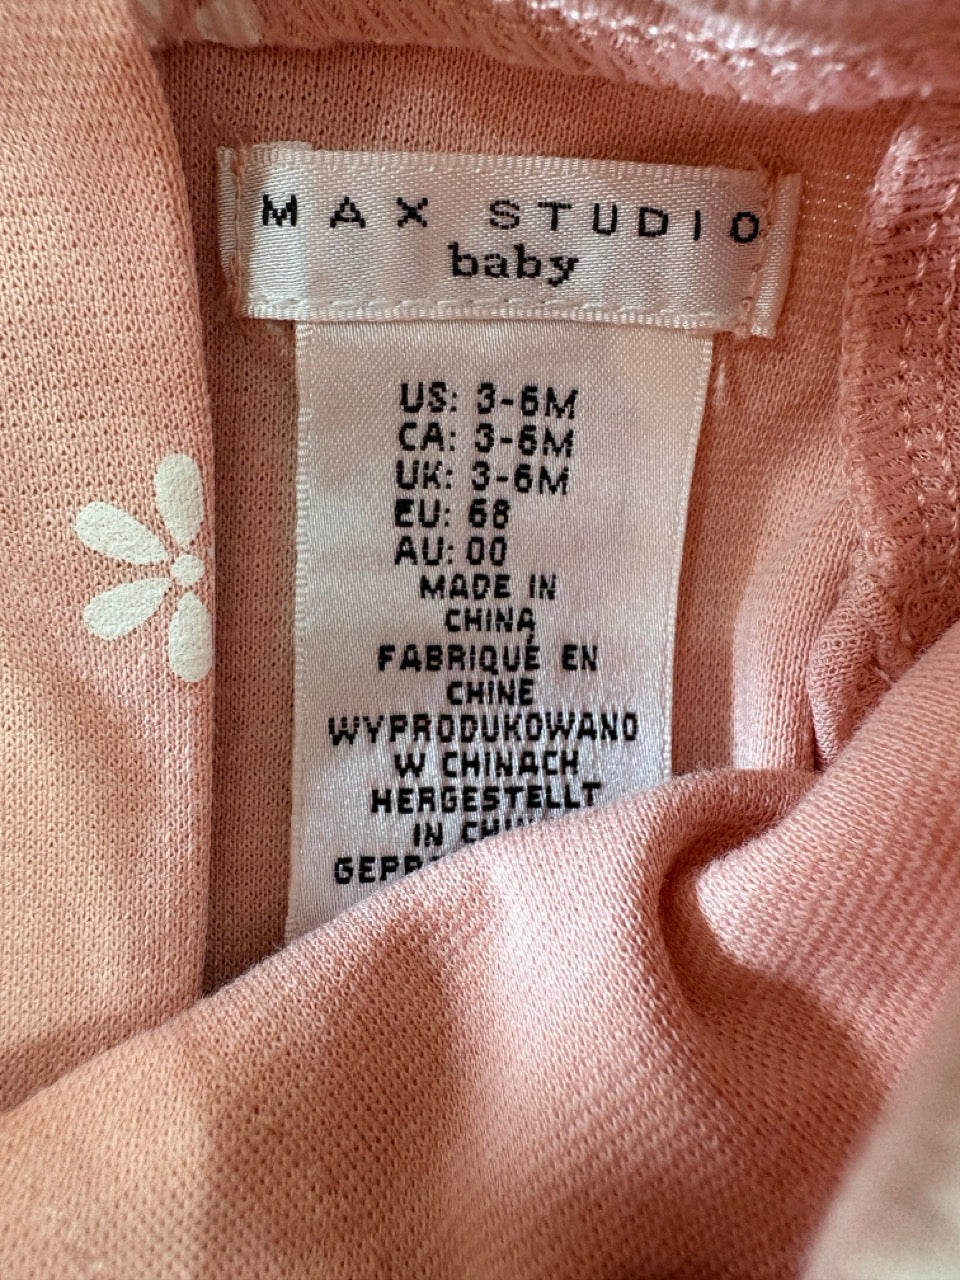 MAX STUDIO
baby
US: 3-6M
CA: 3-6M
UK: 3-6M
EU: 68
AU: 00
MADE IN
CHINA
FABRIQUÉ EN
CHINE
WYPRODUKOWANO
W CHINACH
HERGESTELLT
IN